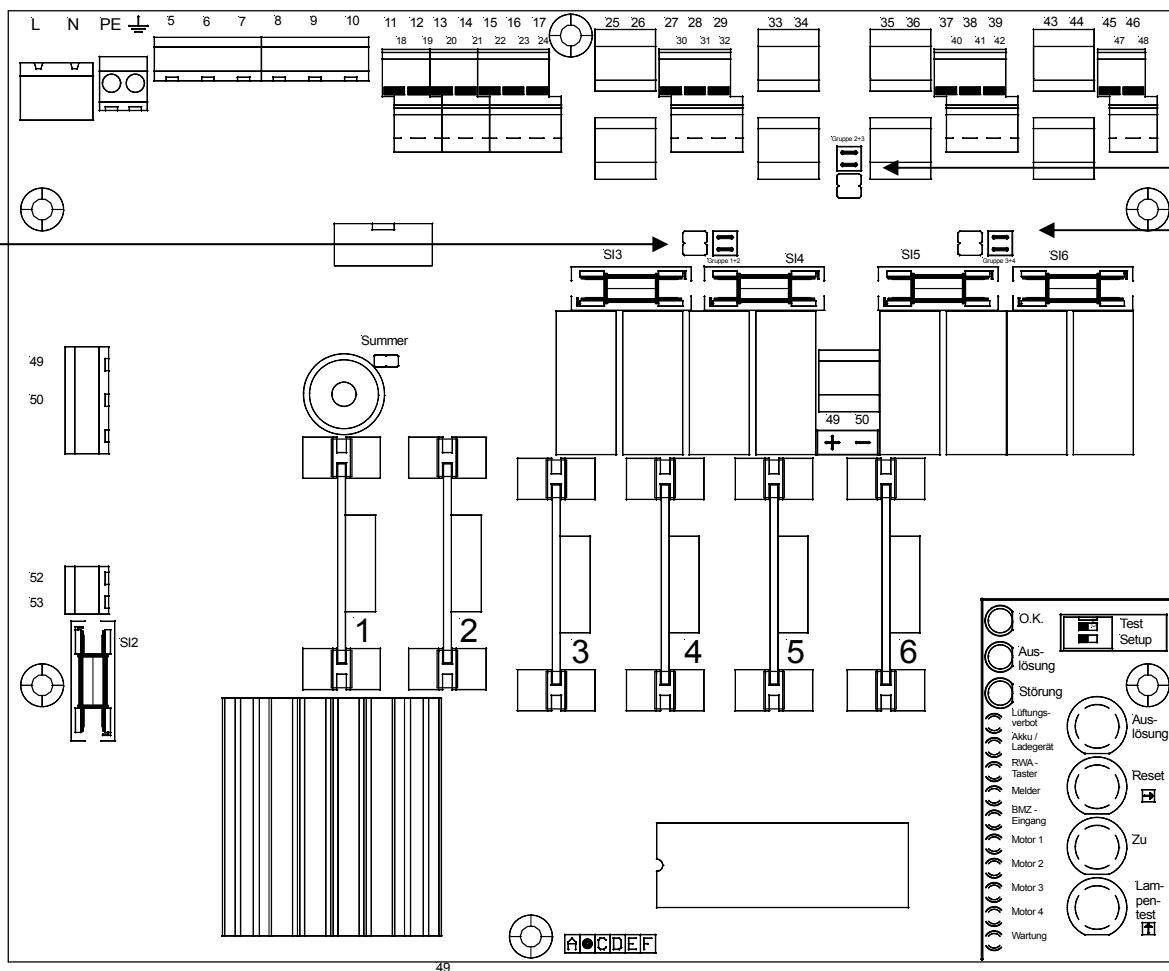 L N PE 5 6 7 8 9 10 11 12 13 14 15 16 17 25 26 27 28 29 33 34 35 36 37 38 39 43 44 45 46
18 19 20 21 22 23 24 30 31 32 40 41 42 47 48
Gruppe 2+3
Gruppe 1+2
Gruppe 3+4
SI3 SI4 SI5 SI6
Summer
49
50
49 50
+ −
52
53
SI2
1 2 3 4 5 6
O.K.
Aus-
lösung
Störung
Lüftungs-
verbot
Akku /
Ladegerät
RWA -
Taster
Melder
BMZ -
Eingang
Motor 1
Motor 2
Motor 3
Motor 4
Wartung
Test
Setup
Aus-
lösung
Reset
Zu
Lam-
pen-
test
A CDEF
49